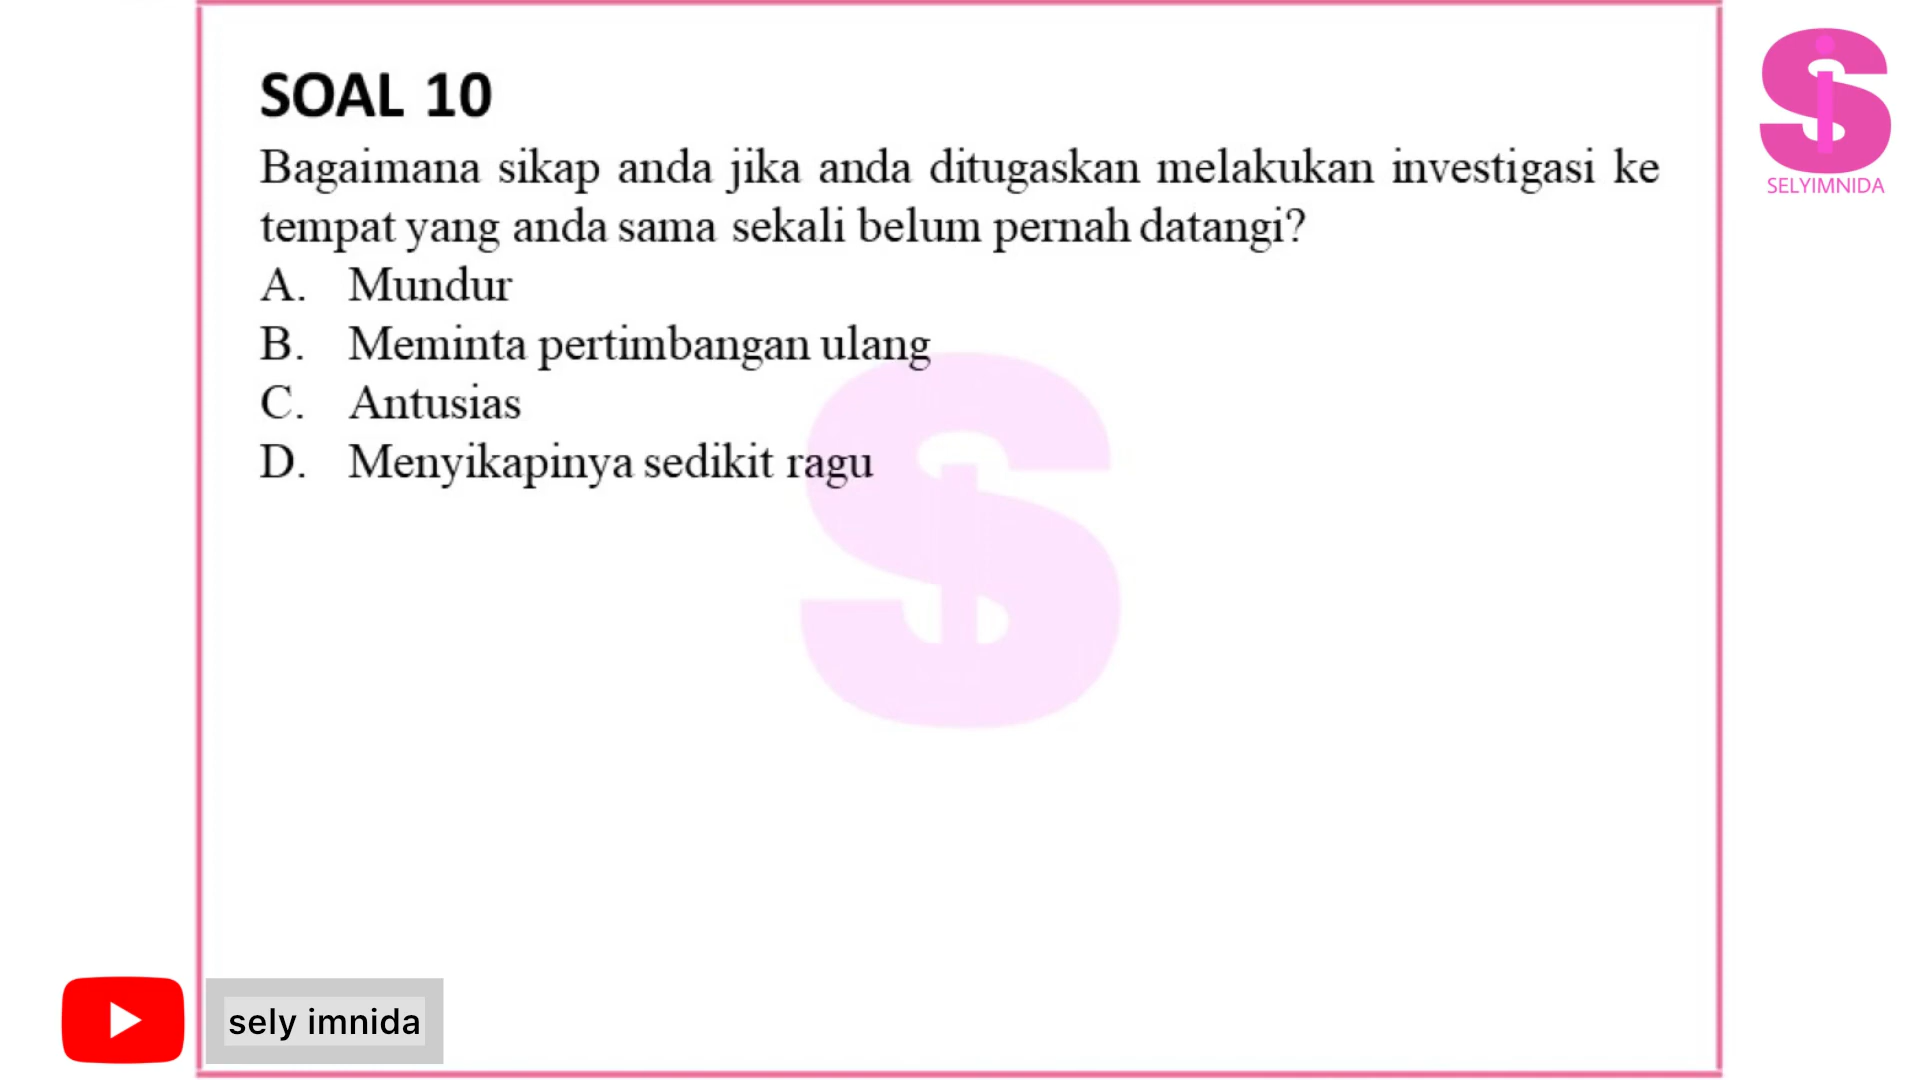 SOAL 10
Bagaimana sikap anda jika anda ditugaskan melakukan investigasi ke
tempat yang anda sama sekali belum pernah datangi?
A. Mundur
B. Meminta pertimbangan ulang
C. Antusias
D. Menyikapinya sedikit ragu
SELYIMNIDA
sely imnida